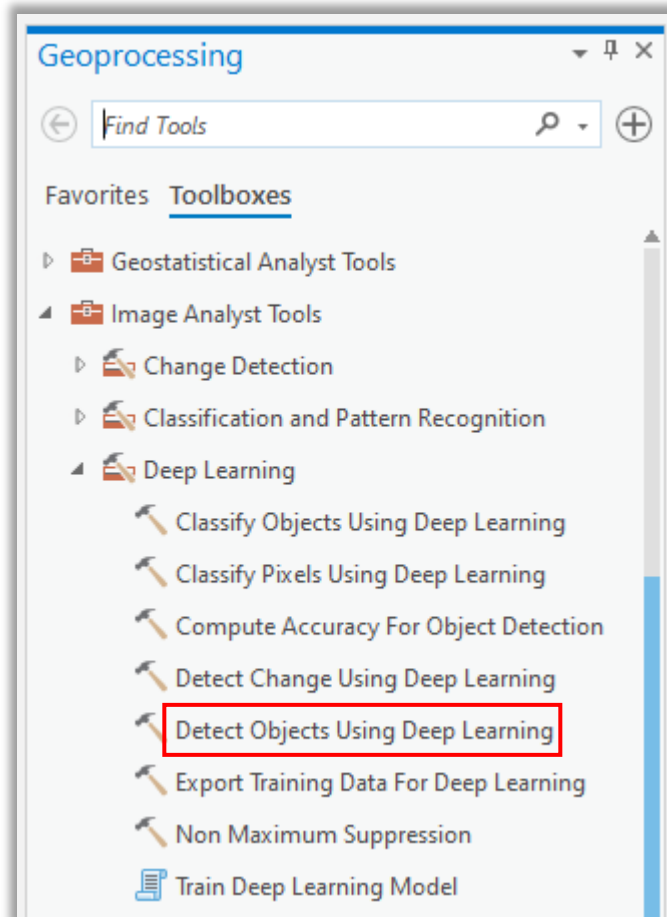 Geoprocessing
Find Tools
Favorites Toolboxes
Geostatistical Analyst Tools
Image Analyst Tools
Change Detection
Classification and Pattern Recognition
Deep Learning
Classify Objects Using Deep Learning
Classify Pixels Using Deep Learning
Compute Accuracy For Object Detection
Detect Change Using Deep Learning
Detect Objects Using Deep Learning
Export Training Data For Deep Learning
Non Maximum Suppression
Train Deep Learning Model